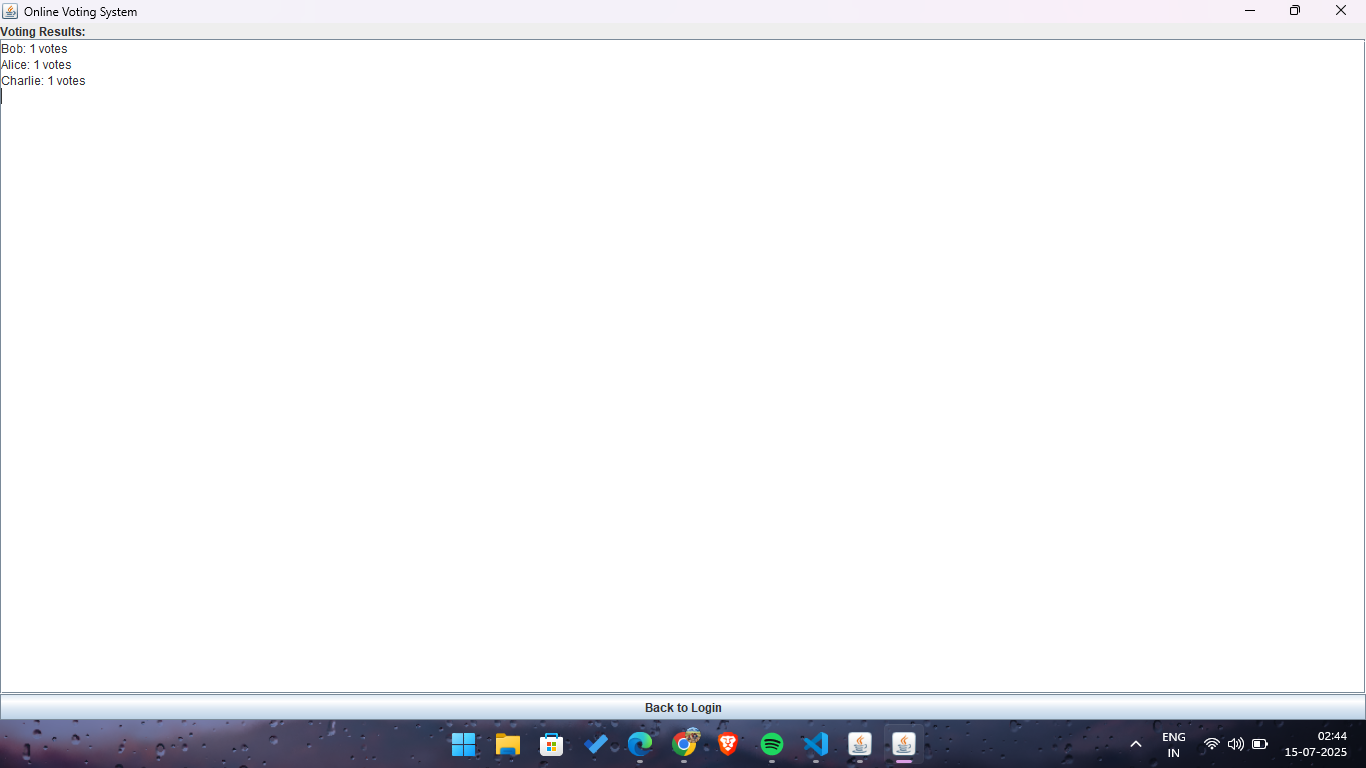 Online Voting System
Voting Results:
Bob: 1 votes
Alice: 1 votes
Charlie: 1 votes
Back to Login
ENG
IN
02:44
15-07-2025